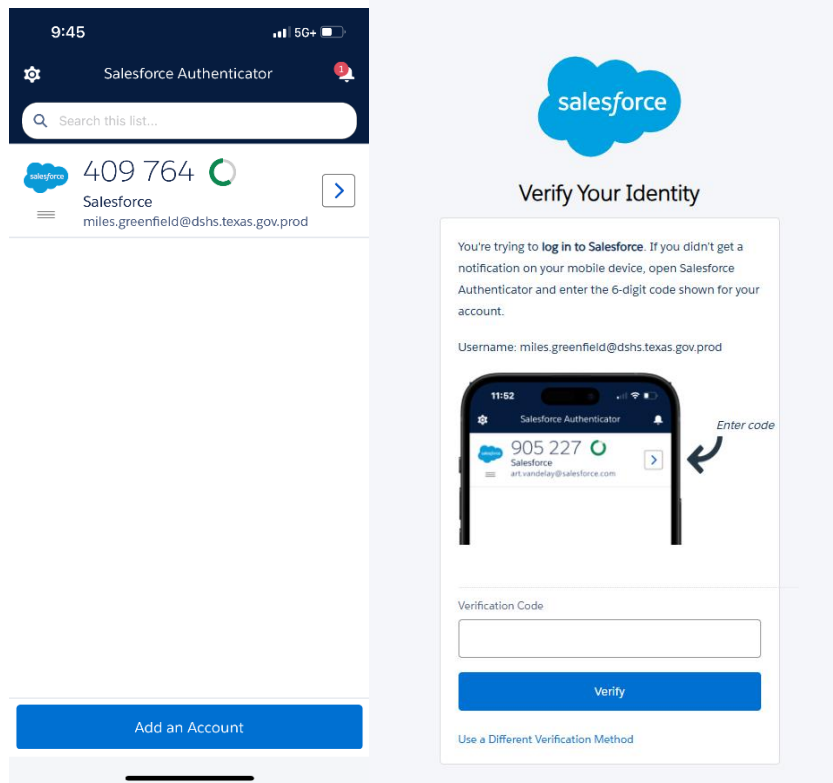 9:45
5G+
Salesforce Authenticator
1
Search this list...
salesforce
409 764
Salesforce
miles.greenfield@dshs.texas.gov.prod
Add an Account
salesforce
Verify Your Identity
You're trying to log in to Salesforce. If you didn't get a
notification on your mobile device, open Salesforce
Authenticator and enter the 6-digit code shown for your
account.
Username: miles.greenfield@dshs.texas.gov.prod
11:52
Salesforce Authenticator
Enter code
salesforce
905 227
Salesforce
art.vandelay@salesforce.com
Verification Code
Verify
Use a Different Verification Method